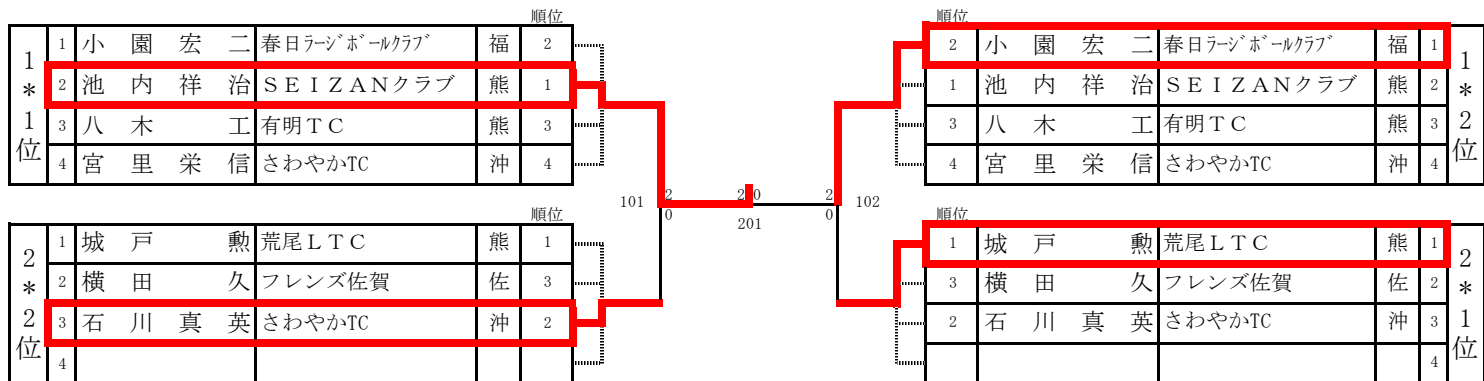 順位
1*1位
1 小園宏二 春日ラージボールクラブ 福 2
2 池内祥治 SEIZANクラブ 熊 1
3 八木工 有明TC 熊 3
4 宮里栄信 さわやかTC 沖 4
順位
2*2位
1 城戸勲 荒尾LTC 熊 1
2 横田久 フレンズ佐賀 佐 3
3 石川真英 さわやかTC 沖 2
4
101 2 2 0 2 102
0 201 0
順位
2 小園宏二 春日ラージボールクラブ 福 1
1 池内祥治 SEIZANクラブ 熊 2
3 八木工 有明TC 熊 3
4 宮里栄信 さわやかTC 沖 4
1*2位
順位
1 城戸勲 荒尾LTC 熊 1
3 横田久 フレンズ佐賀 佐 2
2 石川真英 さわやかTC 沖 3
4
2*1位